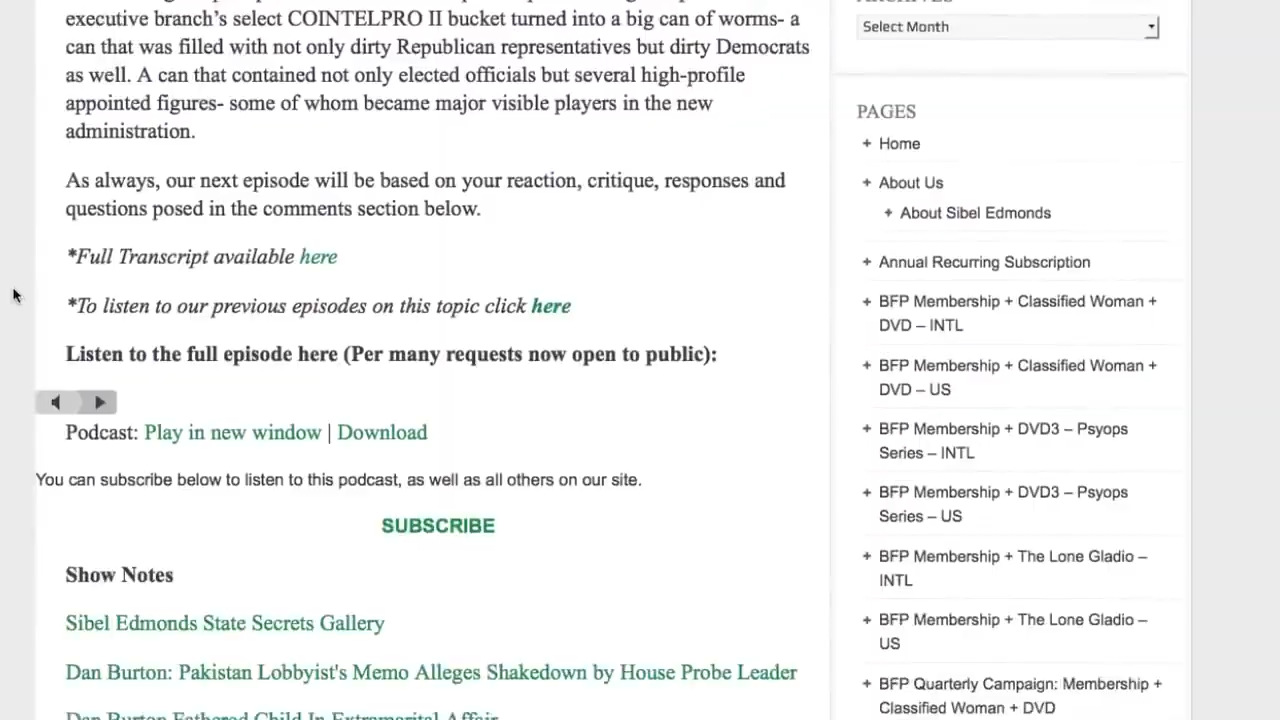 executive branch's select COINTELPRO II bucket turned into a big can of worms- a
can that was filled with not only dirty Republican representatives but dirty Democrats
as well. A can that contained not only elected officials but several high-profile
appointed figures- some of whom became major visible players in the new
administration.
As always, our next episode will be based on your reaction, critique, responses and
questions posed in the comments section below.
*Full Transcript available here
*To listen to our previous episodes on this topic click here
Listen to the full episode here (Per many requests now open to public):
Podcast: Play in new window | Download
You can subscribe below to listen to this podcast, as well as all others on our site.
SUBSCRIBE
Show Notes
Sibel Edmonds State Secrets Gallery
Dan Burton: Pakistan Lobbyist's Memo Alleges Shakedown by House Probe Leader
Dan Burton Fathered Child In Extramarital Affair
ARCHIVES
Select Month
PAGES
+ Home
+ About Us
+ About Sibel Edmonds
+ Annual Recurring Subscription
+ BFP Membership + Classified Woman +
DVD – INTL
+ BFP Membership + Classified Woman +
DVD – US
+ BFP Membership + DVD3 – Psyops
Series – INTL
+ BFP Membership + DVD3 – Psyops
Series – US
+ BFP Membership + The Lone Gladio –
INTL
+ BFP Membership + The Lone Gladio –
US
+ BFP Quarterly Campaign: Membership +
Classified Woman + DVD